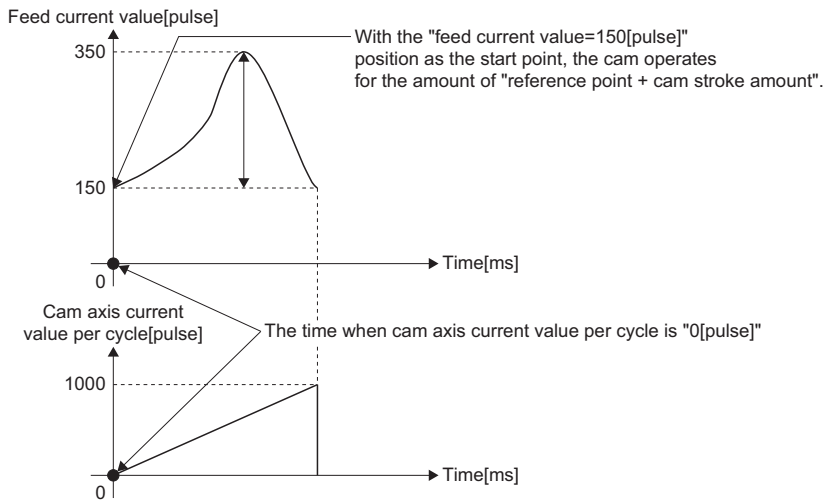 Feed current value[pulse]
350
With the "feed current value=150[pulse]"
position as the start point, the cam operates
for the amount of "reference point + cam stroke amount".
150
Time[ms]
0
Cam axis current
value per cycle[pulse]
The time when cam axis current value per cycle is "0[pulse]"
1000
Time[ms]
0